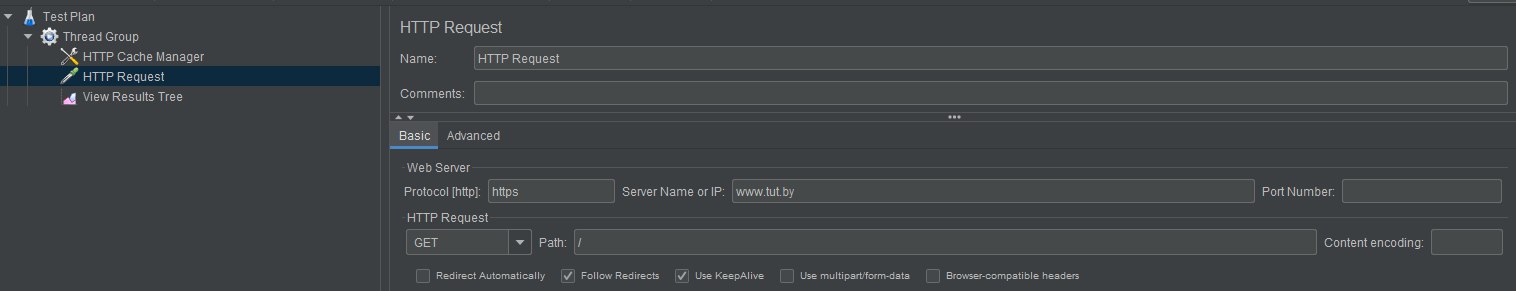 Test Plan
Thread Group
HTTP Cache Manager
HTTP Request
View Results Tree
HTTP Request
Name: HTTP Request
Comments:
Basic Advanced
Web Server
Protocol [http]: https Server Name or IP: www.tut.by Port Number:
HTTP Request
GET Path: / Content encoding:
Redirect Automatically Follow Redirects Use KeepAlive Use multipart/form-data Browser-compatible headers